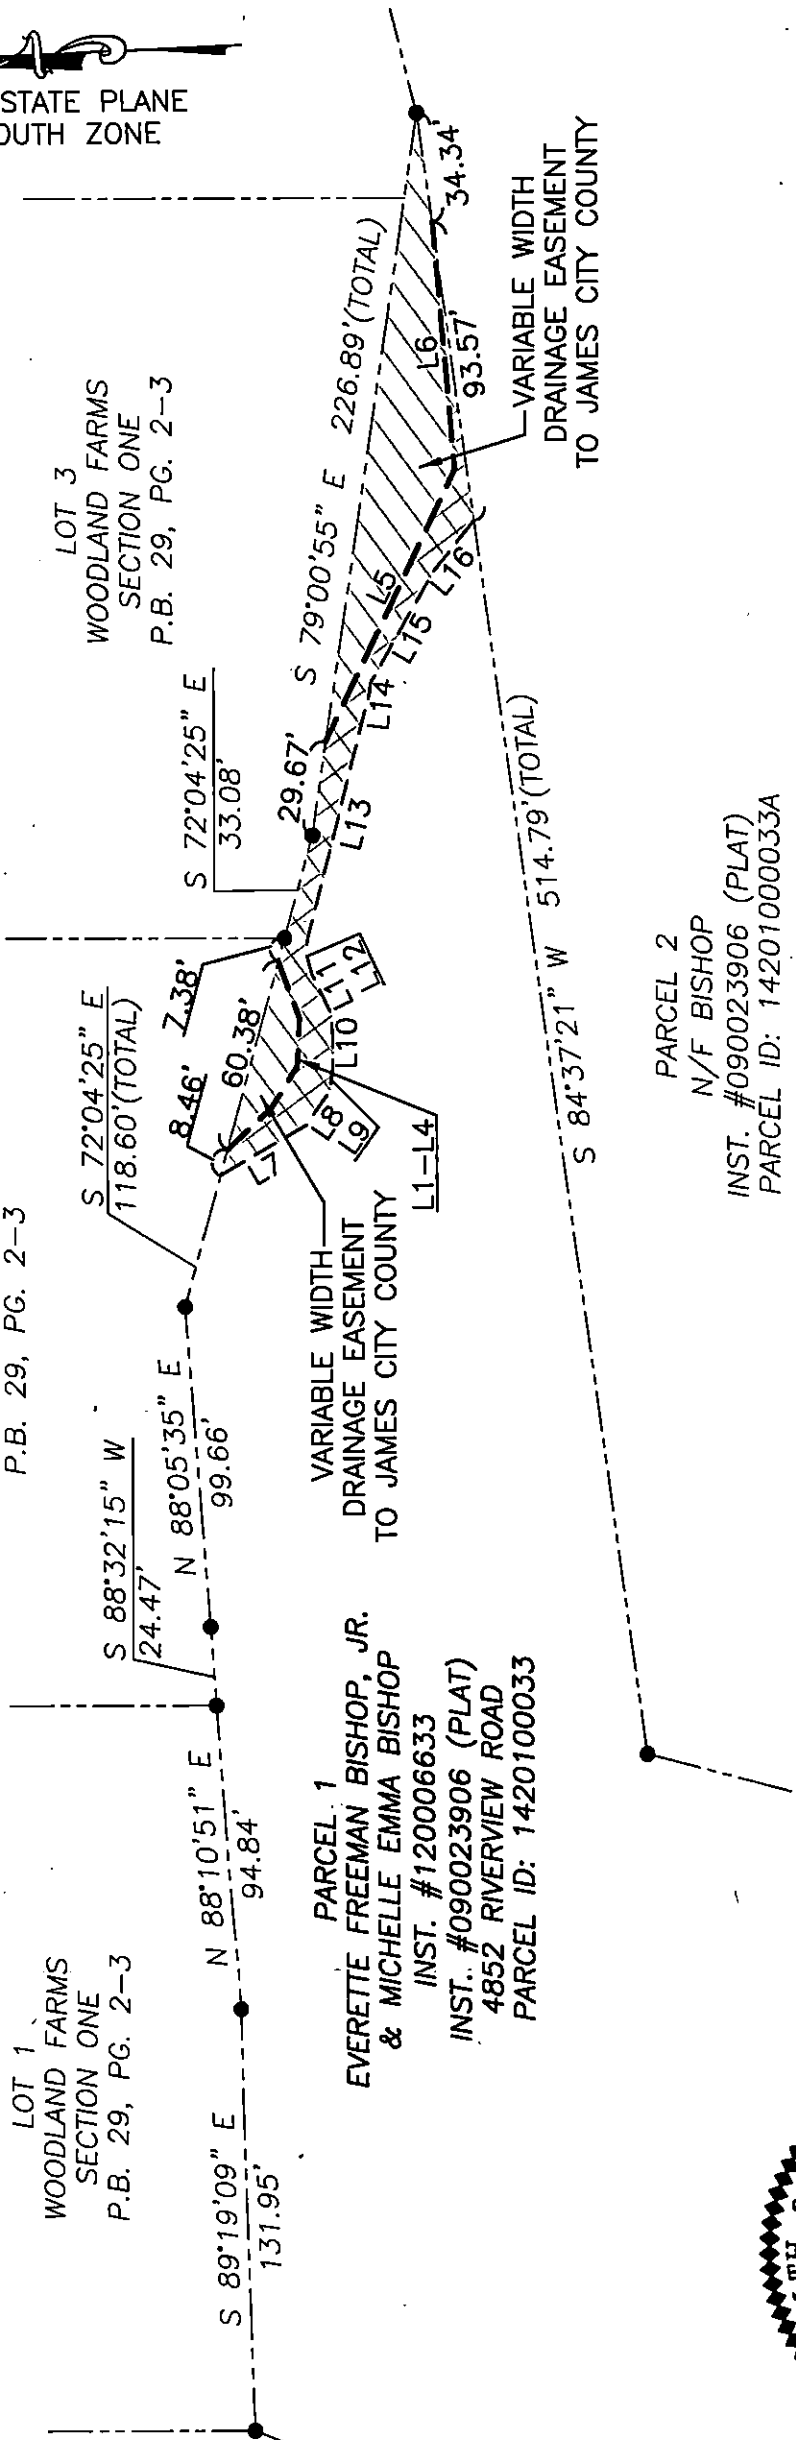 STATE PLANE
OUTH ZONE
LOT 3
WOODLAND FARMS
SECTION ONE
P.B. 29, PG. 2-3
34.34'
VARIABLE WIDTH
DRAINAGE EASEMENT
TO JAMES CITY COUNTY
S 79°00'55" E 226.89'(TOTAL)
L6
93.57'
L5
L16
L15
L14
L13
S 72°04'25" E
33.08'
29.67'
7.38'
60.38'
8.46'
L11
L12
L10
L8
L9
L7
L1-L4
S 72°04'25" E
118.60'(TOTAL)
VARIABLE WIDTH
DRAINAGE EASEMENT
TO JAMES CITY COUNTY
S 84°37'21" W 514.79'(TOTAL)
PARCEL 2
N/F BISHOP
INST. #090023906 (PLAT)
PARCEL ID: 1420100033A
P.B. 29, PG. 2-3
N 88°05'35" E
99.66'
S 88°32'15" W
24.47'
N 88°10'51" E
94.84'
PARCEL 1
EVERETTE FREEMAN BISHOP, JR.
& MICHELLE EMMA BISHOP
INST. #120006633
INST. #090023906 (PLAT)
4852 RIVERVIEW ROAD
PARCEL ID: 1420100033
LOT 1
WOODLAND FARMS
SECTION ONE
P.B. 29, PG. 2-3
S 89°19'09" E
131.95'